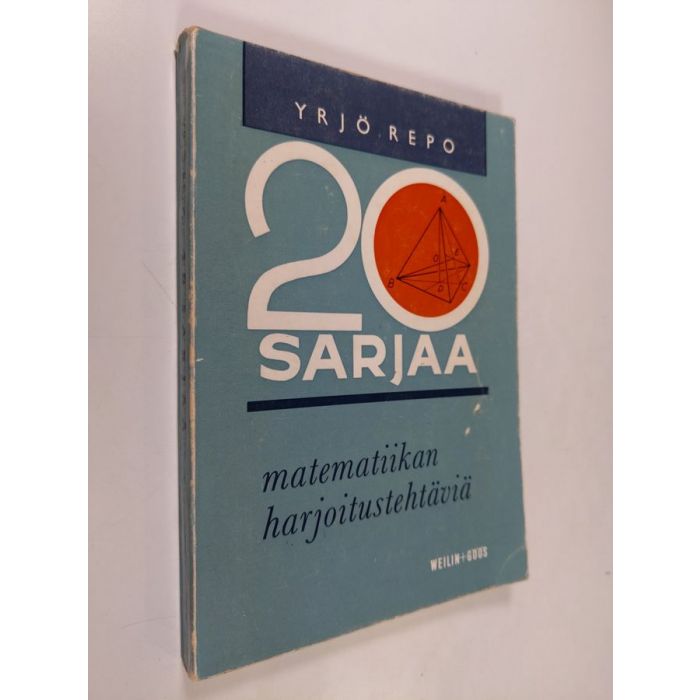 YRJÖ REPO
20
A
B
D
C
SARJAA
matematiikan
harjoitustehtäviä
WEILIN+GÖÖS